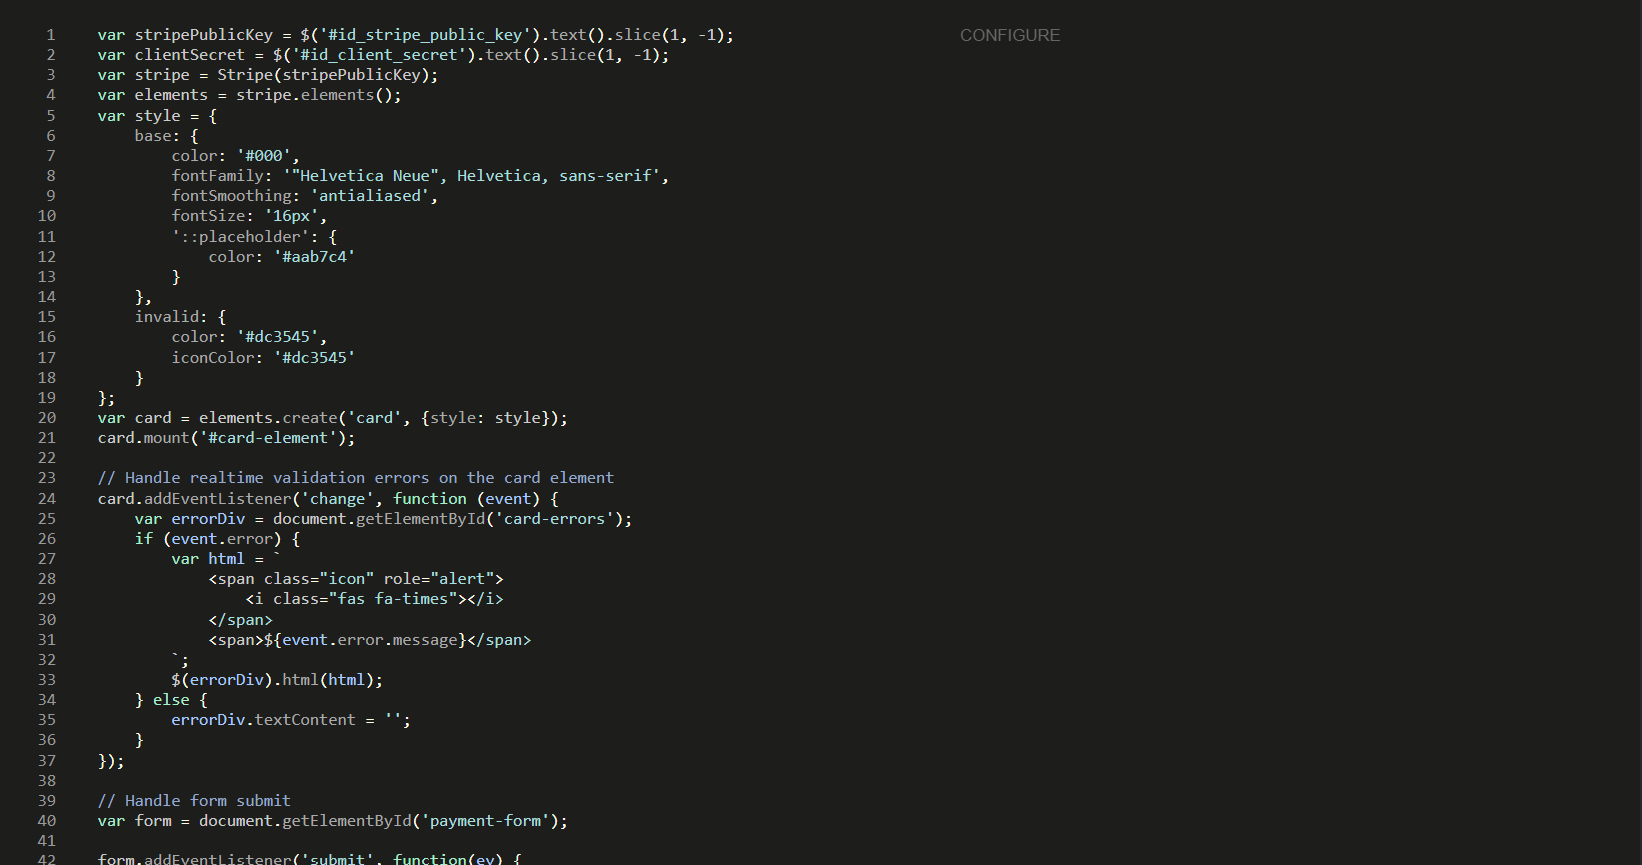 CONFIGURE
1 var stripePublicKey = $('#id_stripe_public_key').text().slice(1, -1);
2 var clientSecret = $('#id_client_secret').text().slice(1, -1);
3 var stripe = Stripe(stripePublicKey);
4 var elements = stripe.elements();
5 var style = {
6     base: {
7         color: '#000',
8         fontFamily: '"Helvetica Neue", Helvetica, sans-serif',
9         fontSmoothing: 'antialiased',
10         fontSize: '16px',
11         '::placeholder': {
12             color: '#aab7c4'
13         }
14     },
15     invalid: {
16         color: '#dc3545',
17         iconColor: '#dc3545'
18     }
19 };
20 var card = elements.create('card', {style: style});
21 card.mount('#card-element');
22
23 // Handle realtime validation errors on the card element
24 card.addEventListener('change', function (event) {
25     var errorDiv = document.getElementById('card-errors');
26     if (event.error) {
27         var html = `
28             <span class="icon" role="alert">
29                 <i class="fas fa-times"></i>
30             </span>
31             <span>${event.error.message}</span>
32         `;
33         $(errorDiv).html(html);
34     } else {
35         errorDiv.textContent = '';
36     }
37 });
38
39 // Handle form submit
40 var form = document.getElementById('payment-form');
41
42 form.addEventListener('submit', function(ev) {